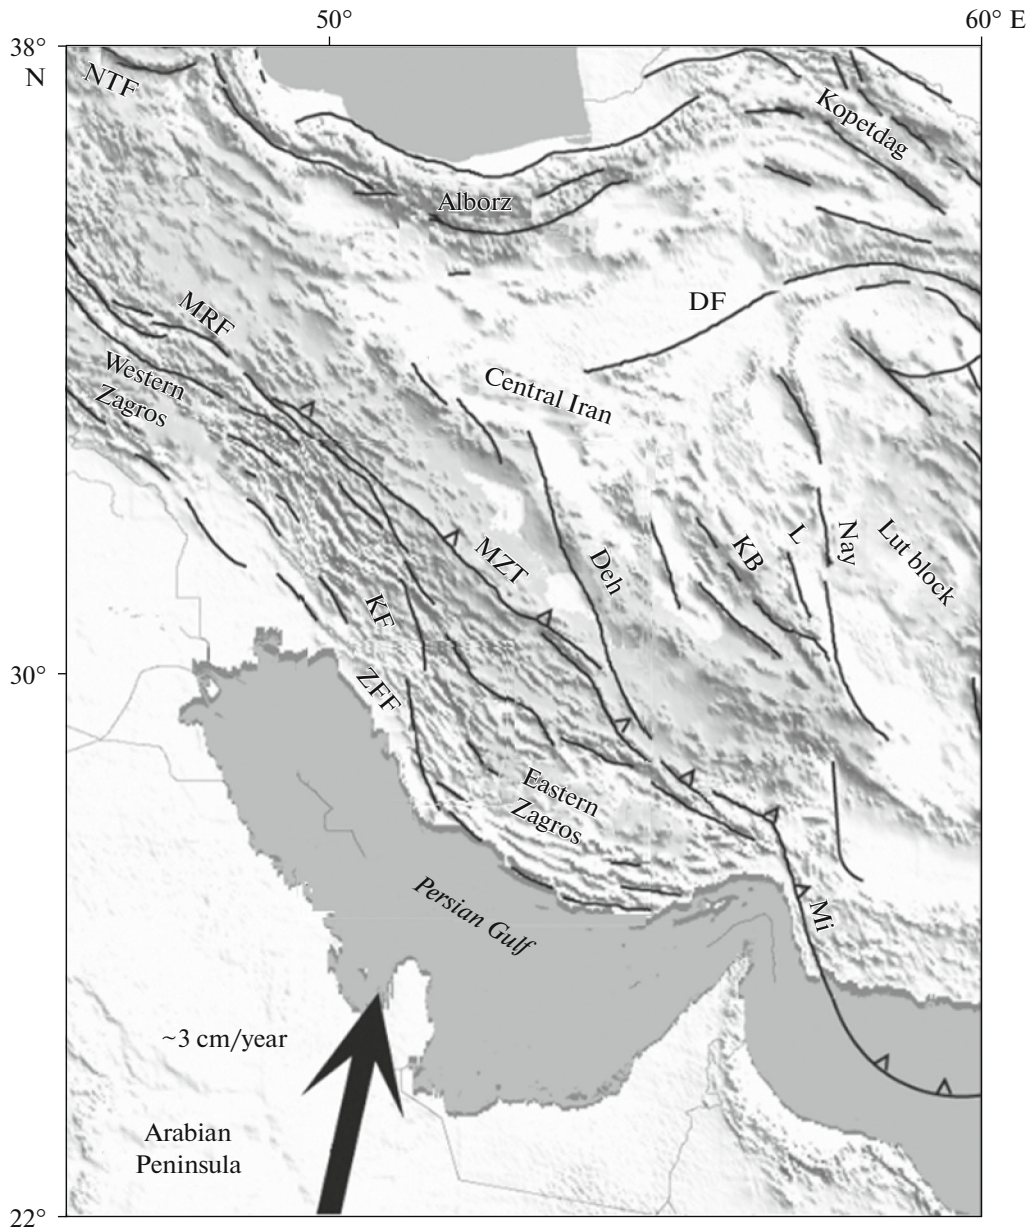 50°
60° E
38°
N
NTF
Kopetdag
Alborz
DF
MRF
Western
Zagros
Central Iran
MZT
Deh
KB
L
Nay
Lut block
KF
30°
ZFF
Eastern
Zagros
Persian Gulf
Mi
~3 cm/year
Arabian
Peninsula
22°